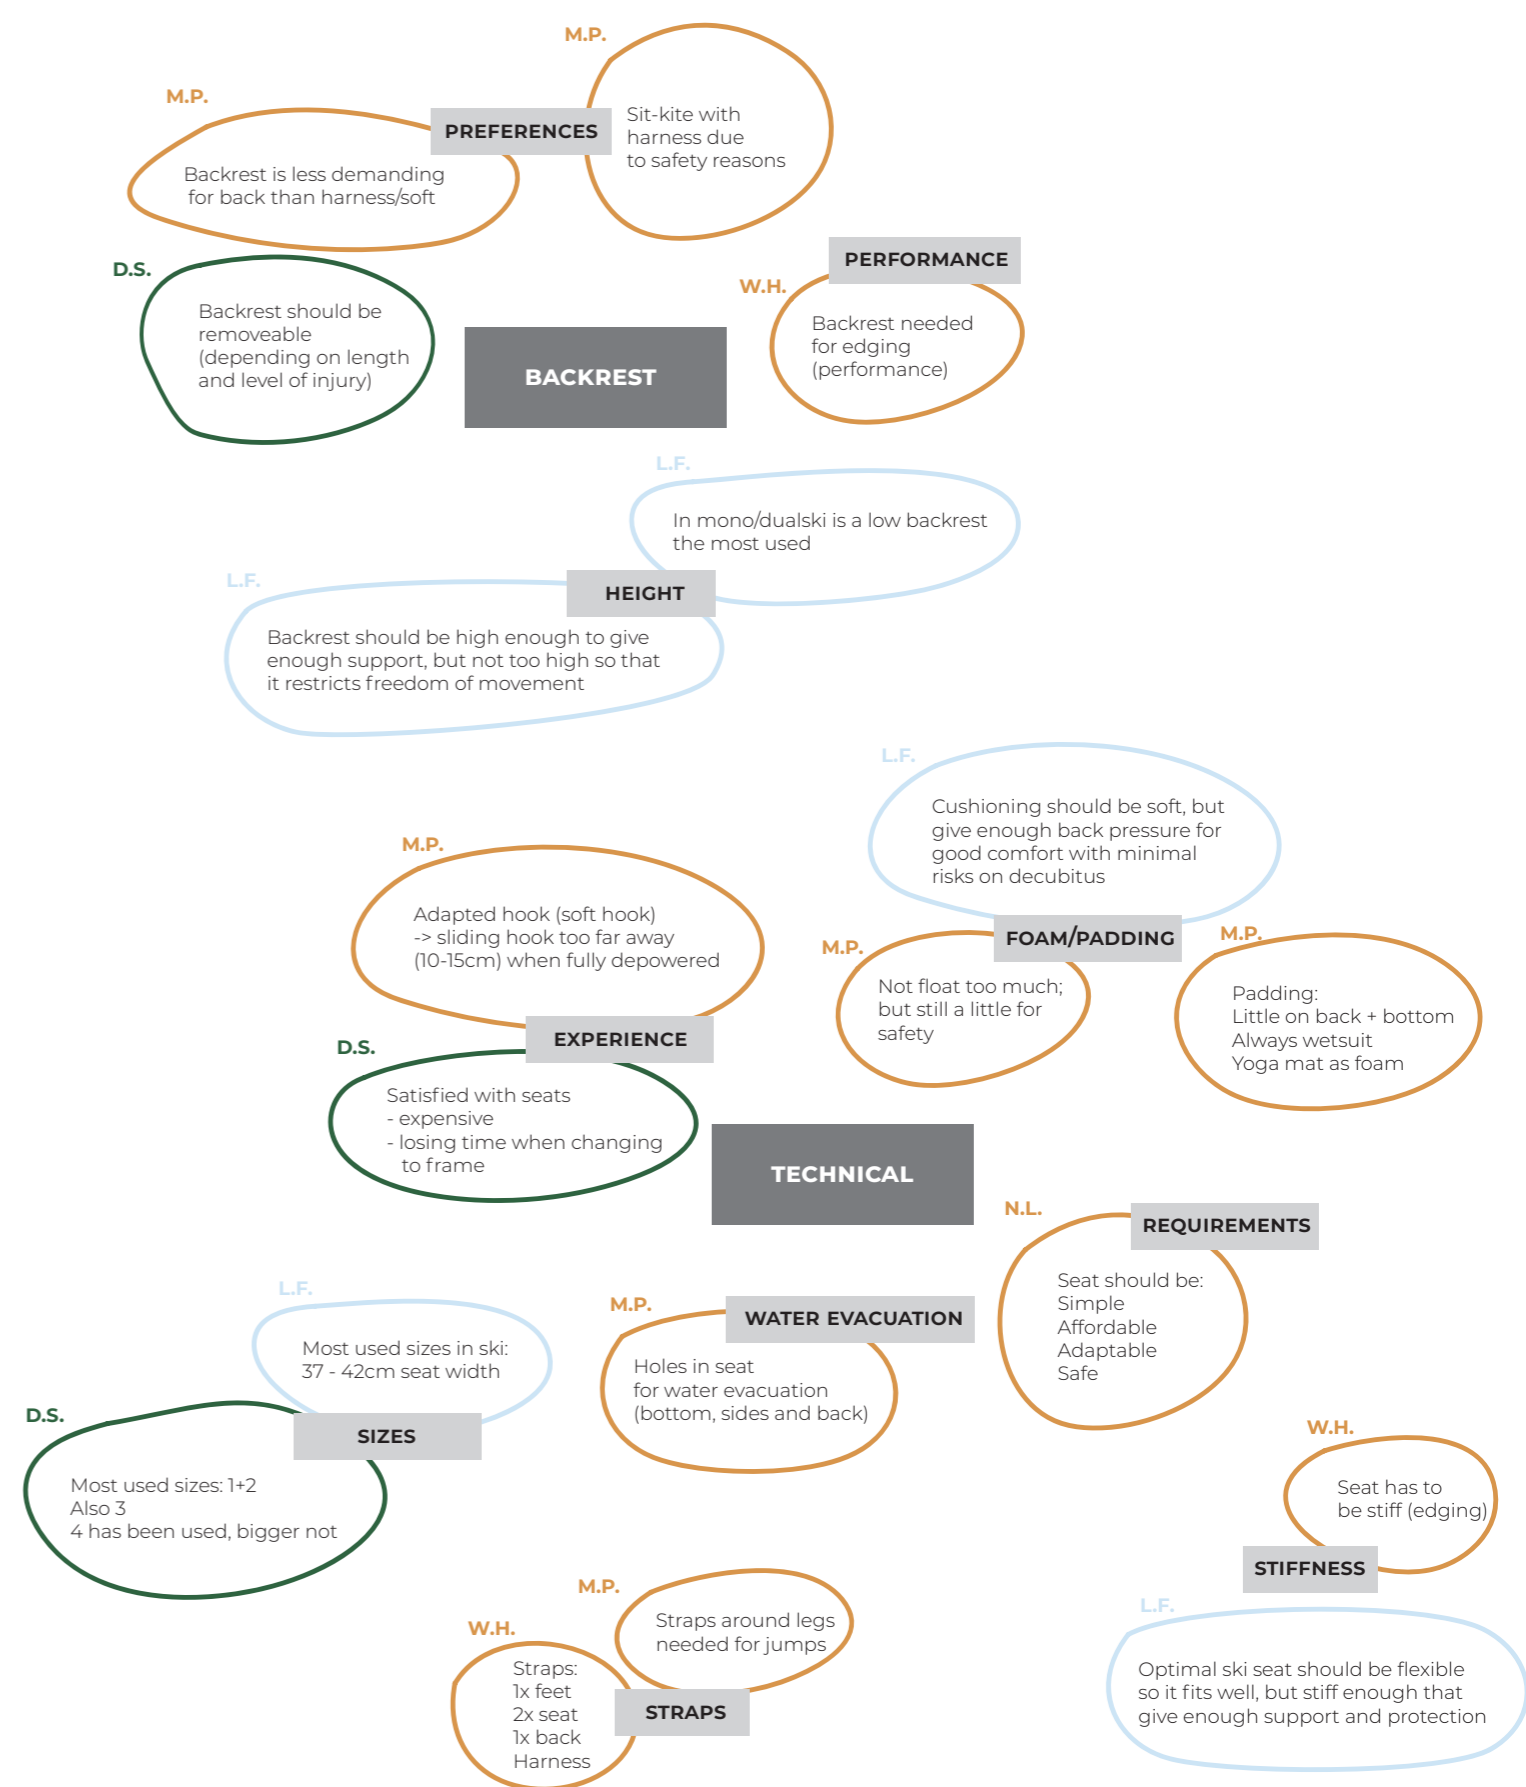 M.P.
Sit-kite with
harness due
to safety reasons
M.P.
PREFERENCES
Backrest is less demanding
for back than harness/soft
D.S.
Backrest should be
removeable
(depending on length
and level of injury)
BACKREST
PERFORMANCE
W.H.
Backrest needed
for edging
(performance)
L.F.
In mono/dualski is a low backrest
the most used
L.F.
HEIGHT
Backrest should be high enough to give
enough support, but not too high so that
it restricts freedom of movement
L.F.
Cushioning should be soft, but
give enough back pressure for
good comfort with minimal
risks on decubitus
M.P.
Adapted hook (soft hook)
-> sliding hook too far away
(10-15cm) when fully depowered
FOAM/PADDING
M.P.
Not float too much;
but still a little for
safety
M.P.
Padding:
Little on back + bottom
Always wetsuit
Yoga mat as foam
EXPERIENCE
D.S.
Satisfied with seats
- expensive
- losing time when changing
to frame
TECHNICAL
N.L.
REQUIREMENTS
Seat should be:
Simple
Affordable
Adaptable
Safe
L.F.
Most used sizes in ski:
37 - 42cm seat width
M.P.
WATER EVACUATION
Holes in seat
for water evacuation
(bottom, sides and back)
D.S.
SIZES
Most used sizes: 1+2
Also 3
4 has been used, bigger not
W.H.
Seat has to
be stiff (edging)
STIFFNESS
L.F.
Optimal ski seat should be flexible
so it fits well, but stiff enough that
give enough support and protection
M.P.
Straps around legs
needed for jumps
W.H.
Straps:
1x feet
2x seat
1x back
Harness
STRAPS